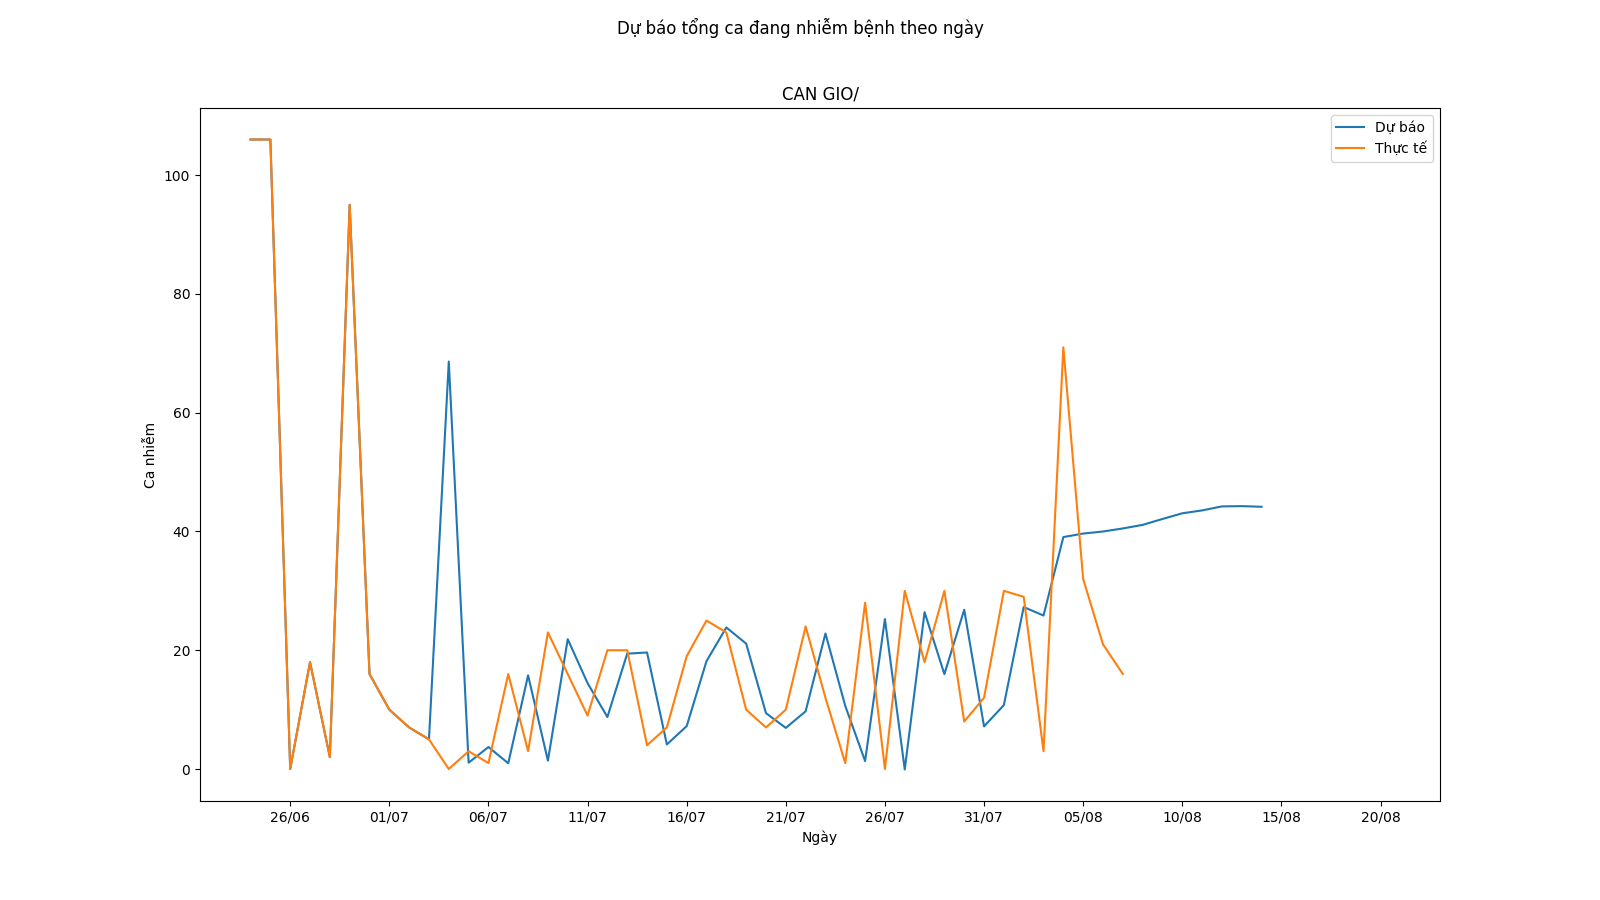 Dự báo tổng ca đang nhiễm bệnh theo ngày
CAN GIO/
Dự báo
Thực tế
100
80
60
40
20
0
Ca nhiễm
26/06 01/07 06/07 11/07 16/07 21/07 26/07 31/07 05/08 10/08 15/08 20/08
Ngày